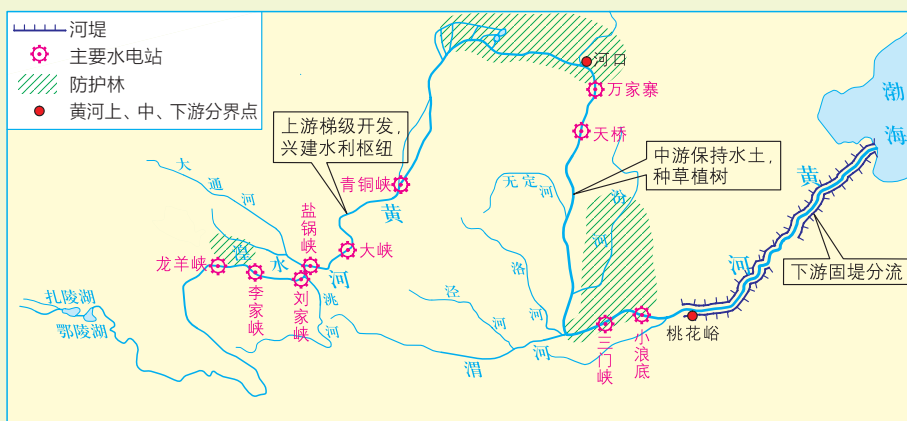 河堤
主要水电站
防护林
黄河上、中、下游分界点
上游梯级开发，
兴建水利枢纽
中游保持水土，
种草植树
下游固堤分流
河口
万家寨
天桥
渤
海
黄
河
青铜峡
黄
河
大通河
盐锅峡
大峡
湟水
龙羊峡
李家峡
刘家峡
洮河
扎陵湖
鄂陵湖
无定河
汾河
洛河
泾河
渭河
三门峡
小浪底
桃花峪